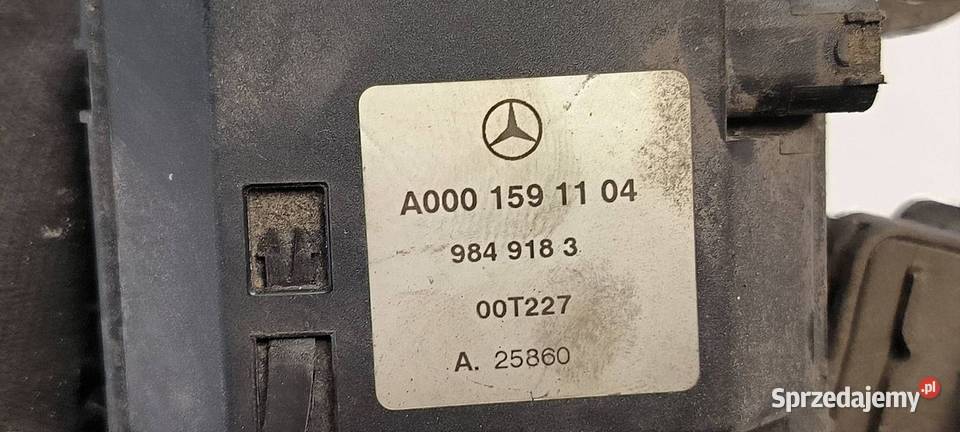 A000 159 11 04
984 918 3
00T227
A. 25860
Sprzedajemy.pl